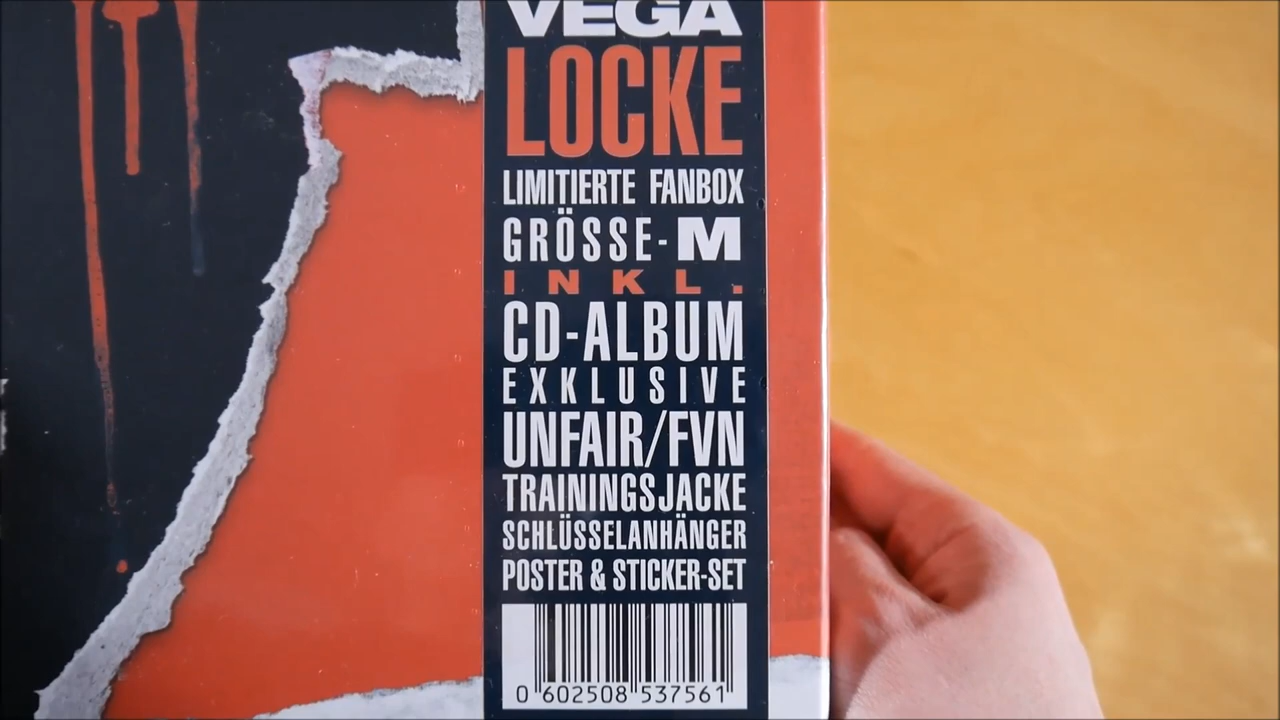 VEGA
LOCKE
LIMITIERTE FANBOX
GRÖSSE-M
INKL.
CD-ALBUM
EXKLUSIVE
UNFAIR/FVN
TRAININGSJACKE
SCHLÜSSELANHÄNGER
POSTER & STICKER-SET
0 602508 537561